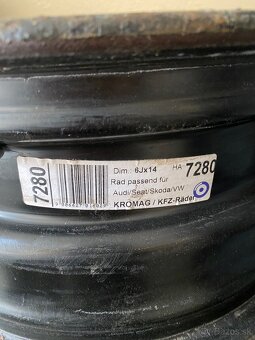 7280
Dim.: 6Jx14
HA 7280
Rad passend für
Audi/Seat/Skoda/VW
KROMAG / KFZ-Räder